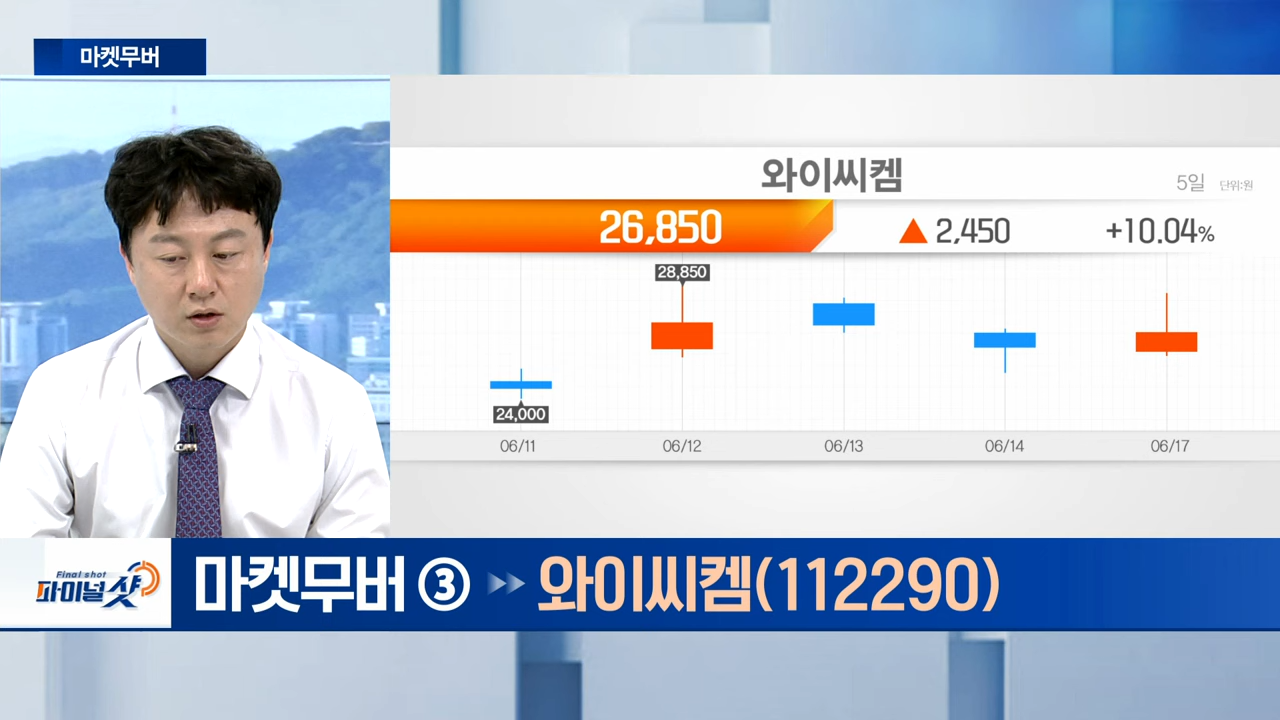 마켓무버
와이씨켐
5일 단위:원
26,850 ▲ 2,450 +10.04%
28,850
24,000
06/11 06/12 06/13 06/14 06/17
Final shot
파이널샷
마켓무버 ③ 와이씨켐(112290)